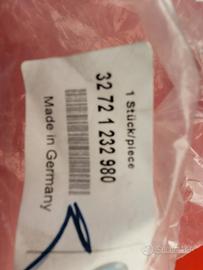 1 Stück/piece
32 72 1 232 980
Made in Germany